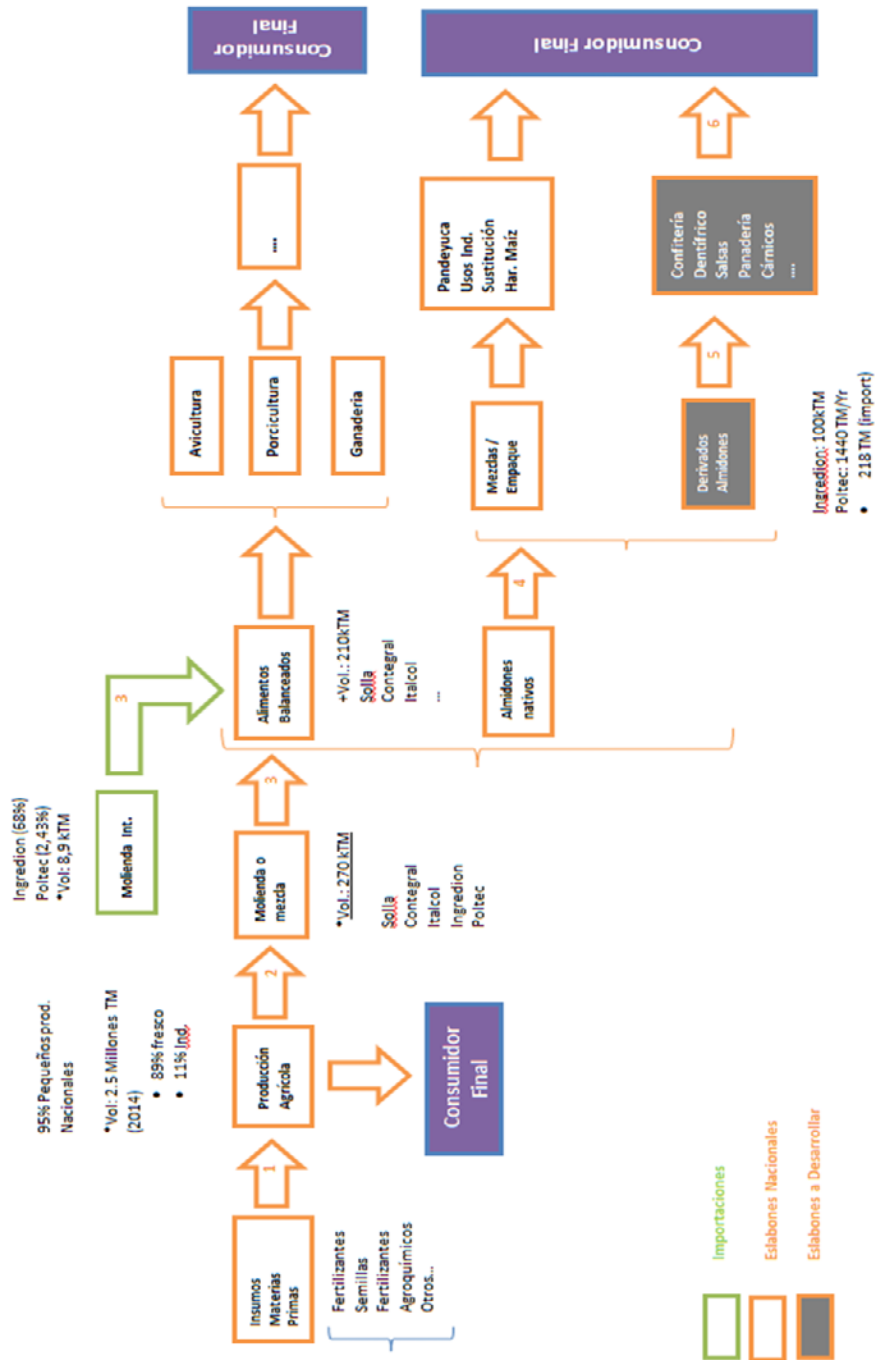 Insumos
Materias
Primas
Fertilizantes
Semillas
Fertilizantes
Agroquímicos
Otros...
1
95% Pequeños prod.
Nacionales
*Vol: 2.5 Millones TM
(2014)
• 89% fresco
• 11% Ind.
Producción
Agrícola
Consumidor
Final
2
Ingredion (68%)
Poltec (2,43%)
*Vol: 8,9 kTM
Molienda Int.
3
Molienda o
mezcla
*Vol.: 270 kTM
Solla
Contegral
Italcol
Ingredion
Poltec
3
Alimentos
Balanceados
+Vol.: 210kTM
Solla
Contegral
Italcol
...
Almidones
nativos
4
Avicultura
Porcicultura
Ganaderia
....
Consumidor
Final
Mezclas /
Empaque
Pandeyuca
Usos Ind.
Sustitución
Har. Maíz
Derivados
Almidones
5
Ingredion: 100kTM
Poltec: 1440 TM/Yr
• 218 TM (import)
Confitería
Dentífrico
Salsas
Panadería
Cárnicos
....
6
Consumidor Final
Importaciones
Eslabones Nacionales
Eslabones a Desarrollar